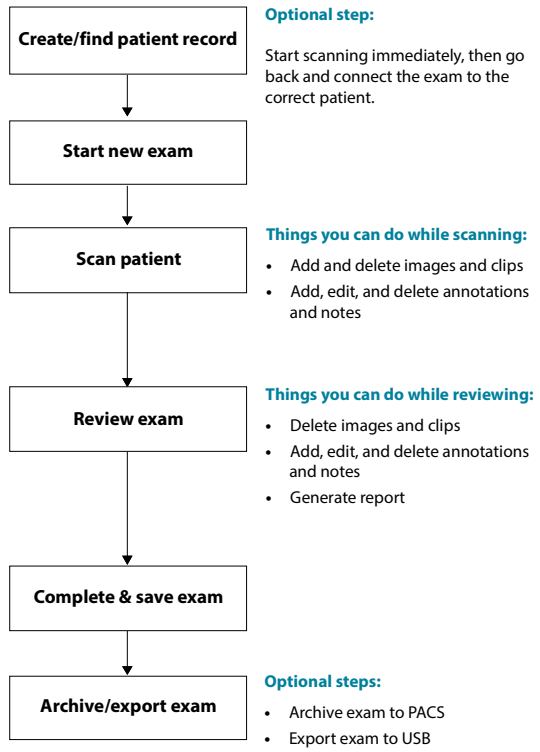 Create/find patient record
Optional step:
Start scanning immediately, then go
back and connect the exam to the
correct patient.
Start new exam
Scan patient
Things you can do while scanning:
• Add and delete images and clips
• Add, edit, and delete annotations
and notes
Review exam
Things you can do while reviewing:
• Delete images and clips
• Add, edit, and delete annotations
and notes
• Generate report
Complete & save exam
Archive/export exam
Optional steps:
• Archive exam to PACS
• Export exam to USB